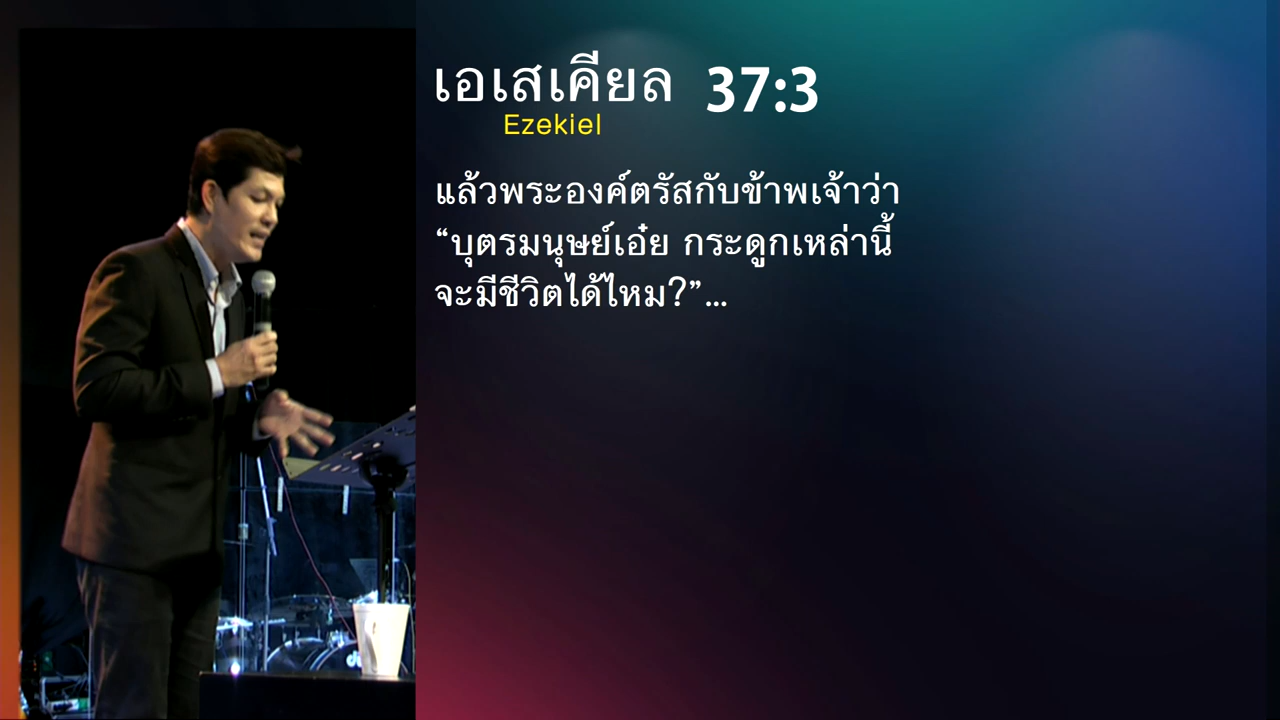 เอเสเคียล 37:3
Ezekiel
แล้วพระองค์ตรัสกับข้าพเจ้าว่า
“บุตรมนุษย์เอ๋ย กระดูกเหล่านี้
จะมีชีวิตได้ไหม?”...